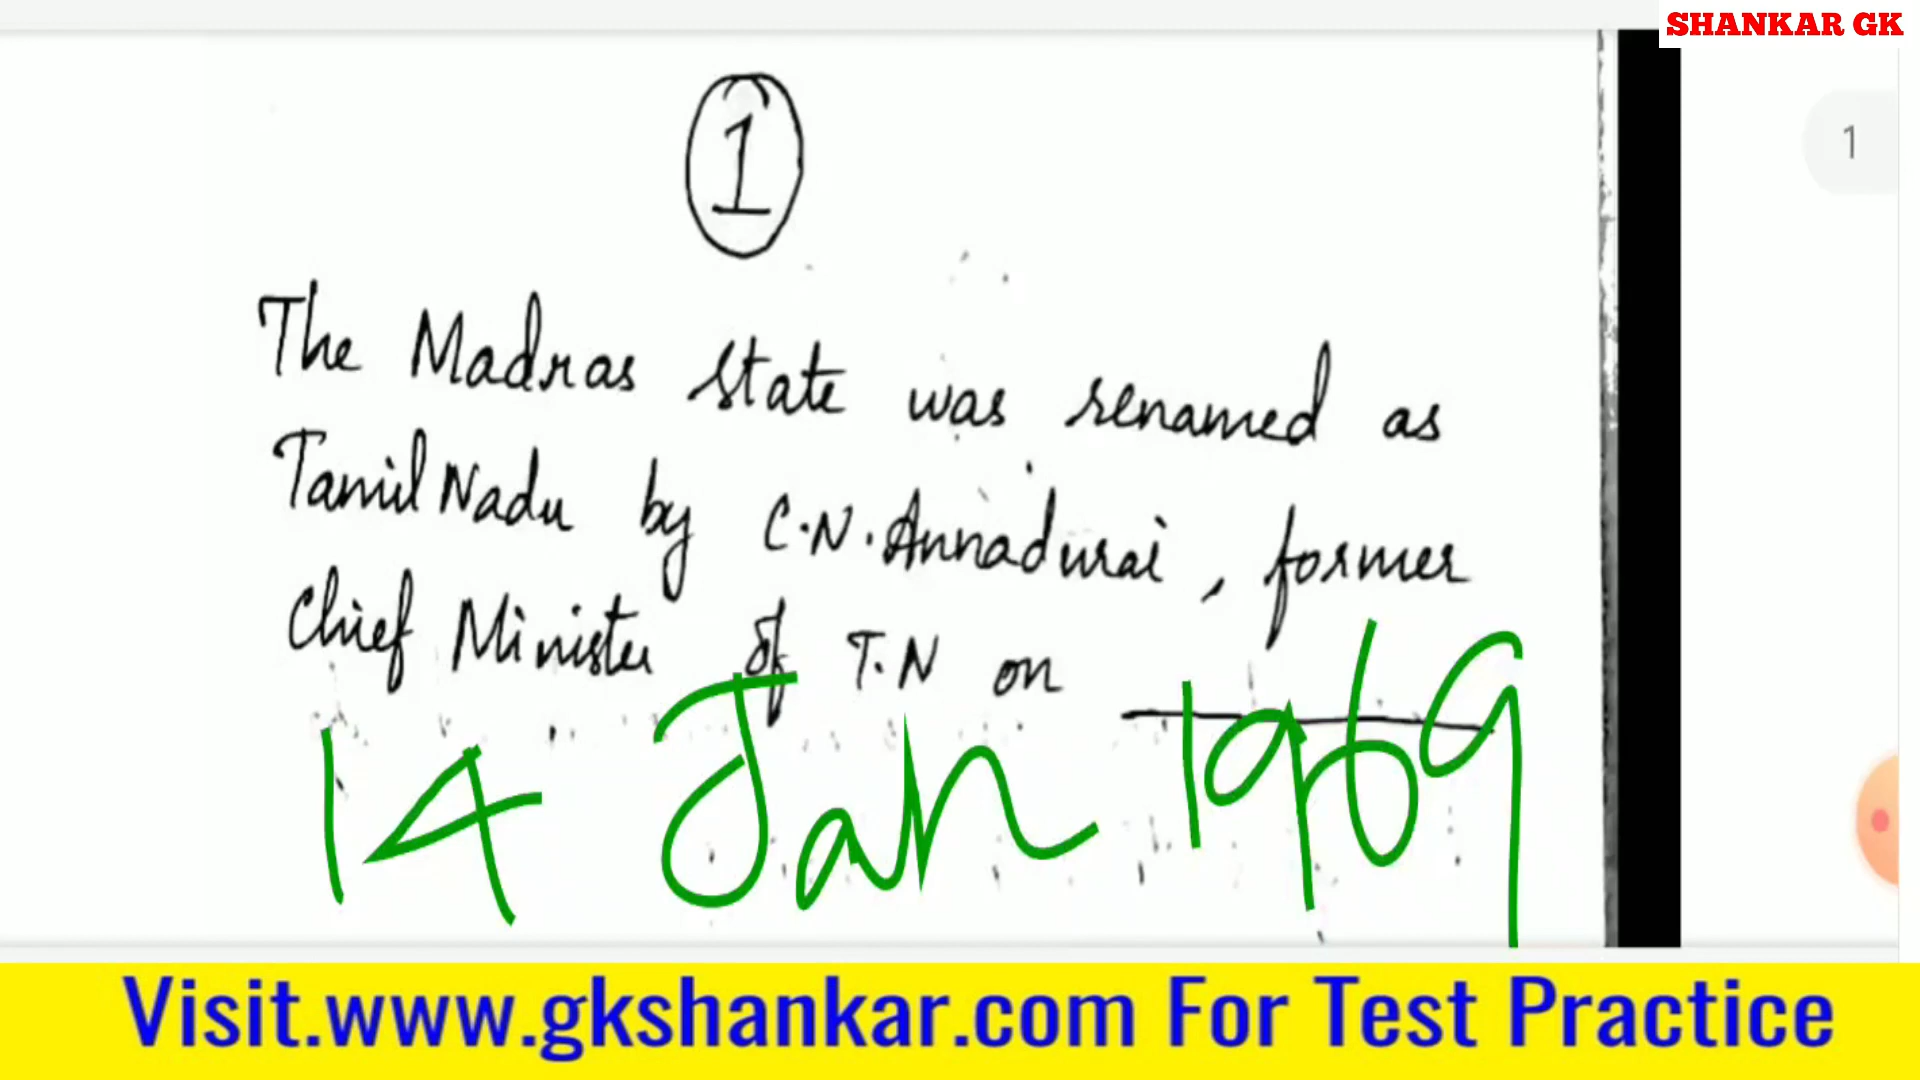 SHANKAR GK
1
1
The Madras state was renamed as
Tamil Nadu by C.N.Annadurai, former
Chief Minister of T.N on
14 Jan 1969
Visit.www.gkshankar.com For Test Practice